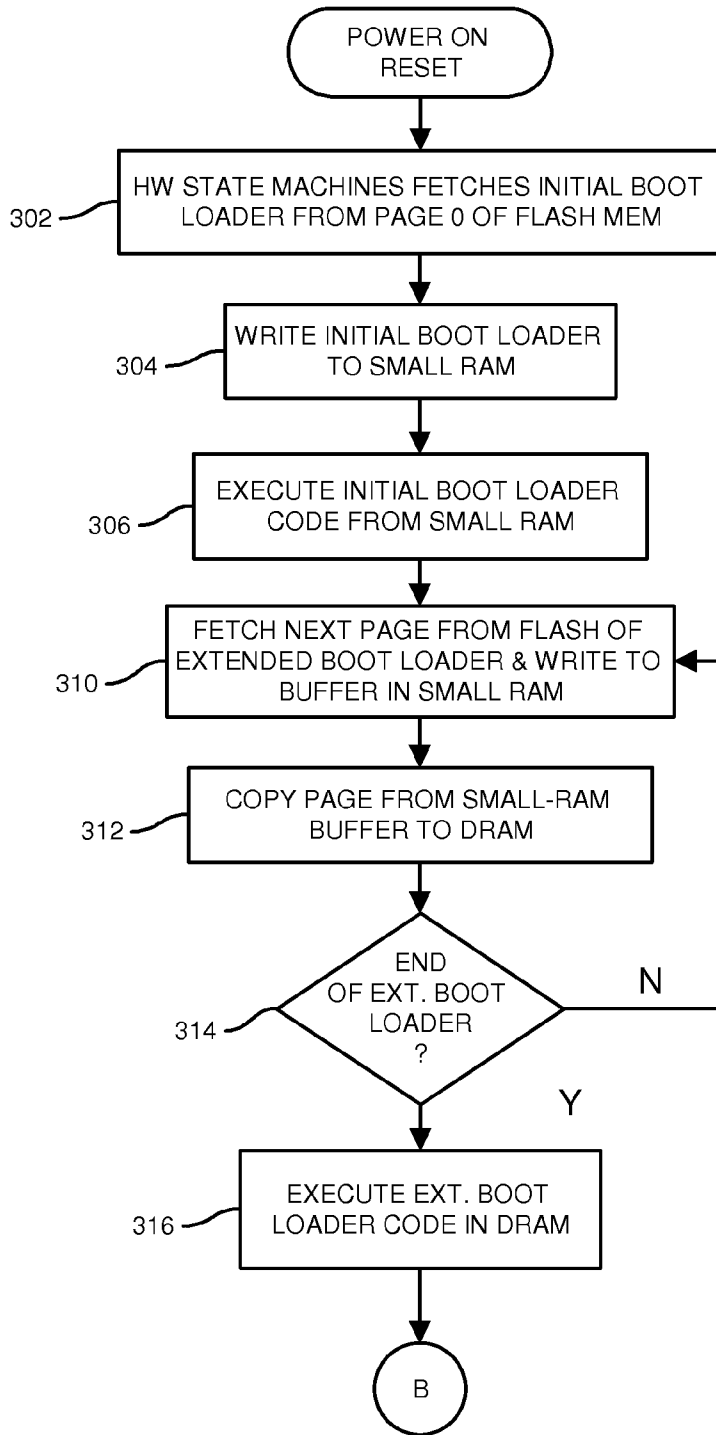 POWER ON
RESET
HW STATE MACHINES FETCHES INITIAL BOOT
LOADER FROM PAGE 0 OF FLASH MEM
302
WRITE INITIAL BOOT LOADER
TO SMALL RAM
304
EXECUTE INITIAL BOOT LOADER
CODE FROM SMALL RAM
306
FETCH NEXT PAGE FROM FLASH OF
EXTENDED BOOT LOADER & WRITE TO
BUFFER IN SMALL RAM
310
COPY PAGE FROM SMALL-RAM
BUFFER TO DRAM
312
END
OF EXT. BOOT
LOADER
?
314
N
Y
EXECUTE EXT. BOOT
LOADER CODE IN DRAM
316
B